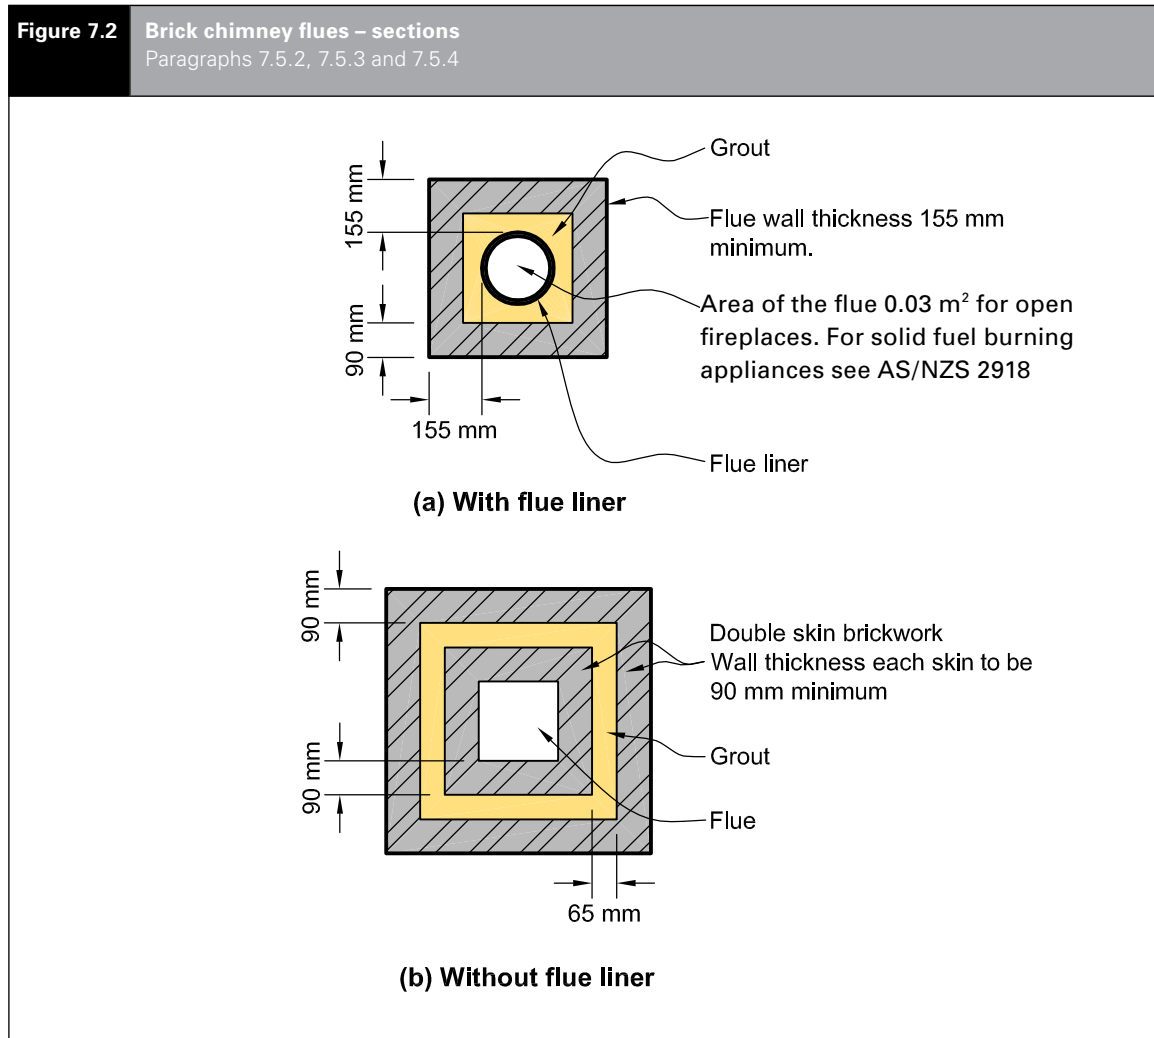 Figure 7.2
Brick chimney flues – sections
Paragraphs 7.5.2, 7.5.3 and 7.5.4
155 mm
90 mm
155 mm
Grout
Flue wall thickness 155 mm
minimum.
Area of the flue 0.03 m² for open
fireplaces. For solid fuel burning
appliances see AS/NZS 2918
Flue liner
(a) With flue liner
90 mm
90 mm
65 mm
Double skin brickwork
Wall thickness each skin to be
90 mm minimum
Grout
Flue
(b) Without flue liner